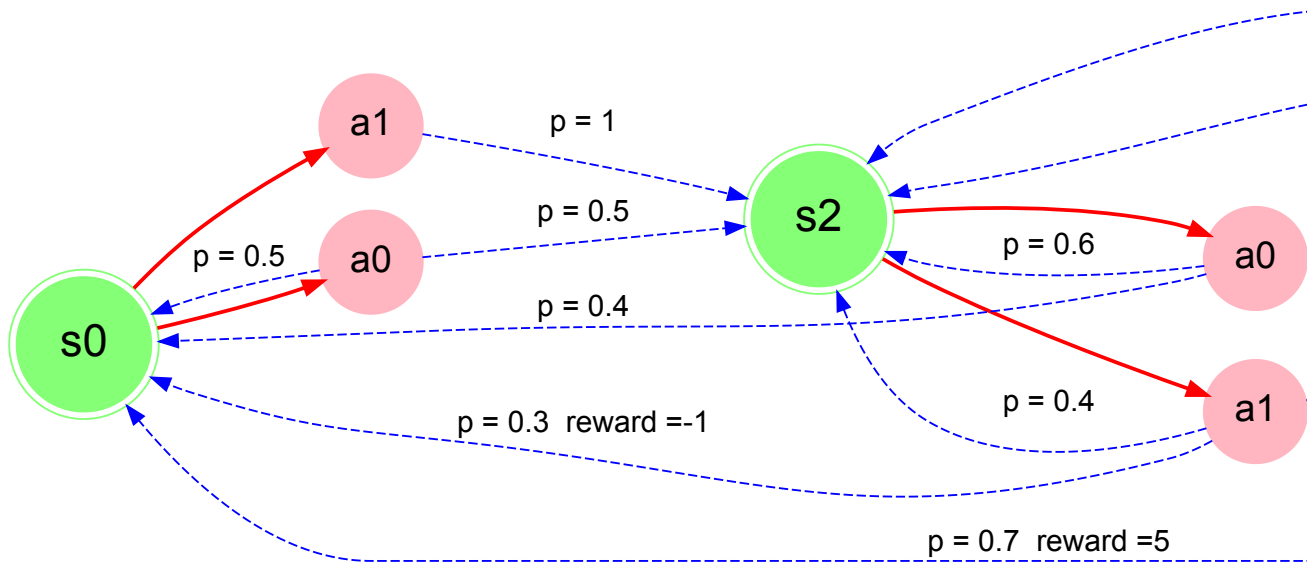 a1
p = 1
p = 0.5
s2
p = 0.5
a0
p = 0.6
a0
p = 0.4
s0
p = 0.4
a1
p = 0.3  reward =-1
p = 0.7  reward =5